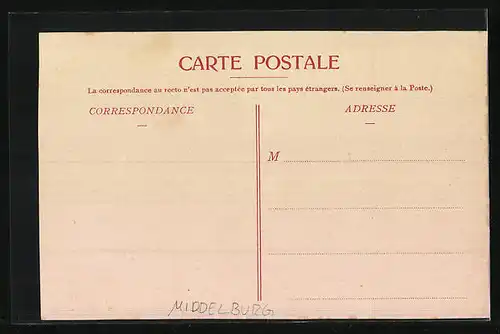 CARTE POSTALE
La correspondance au recto n'est pas acceptée par tous les pays étrangers. (Se renseigner à la Poste.)
CORRESPONDANCE
ADRESSE
M
MIDDELBURG